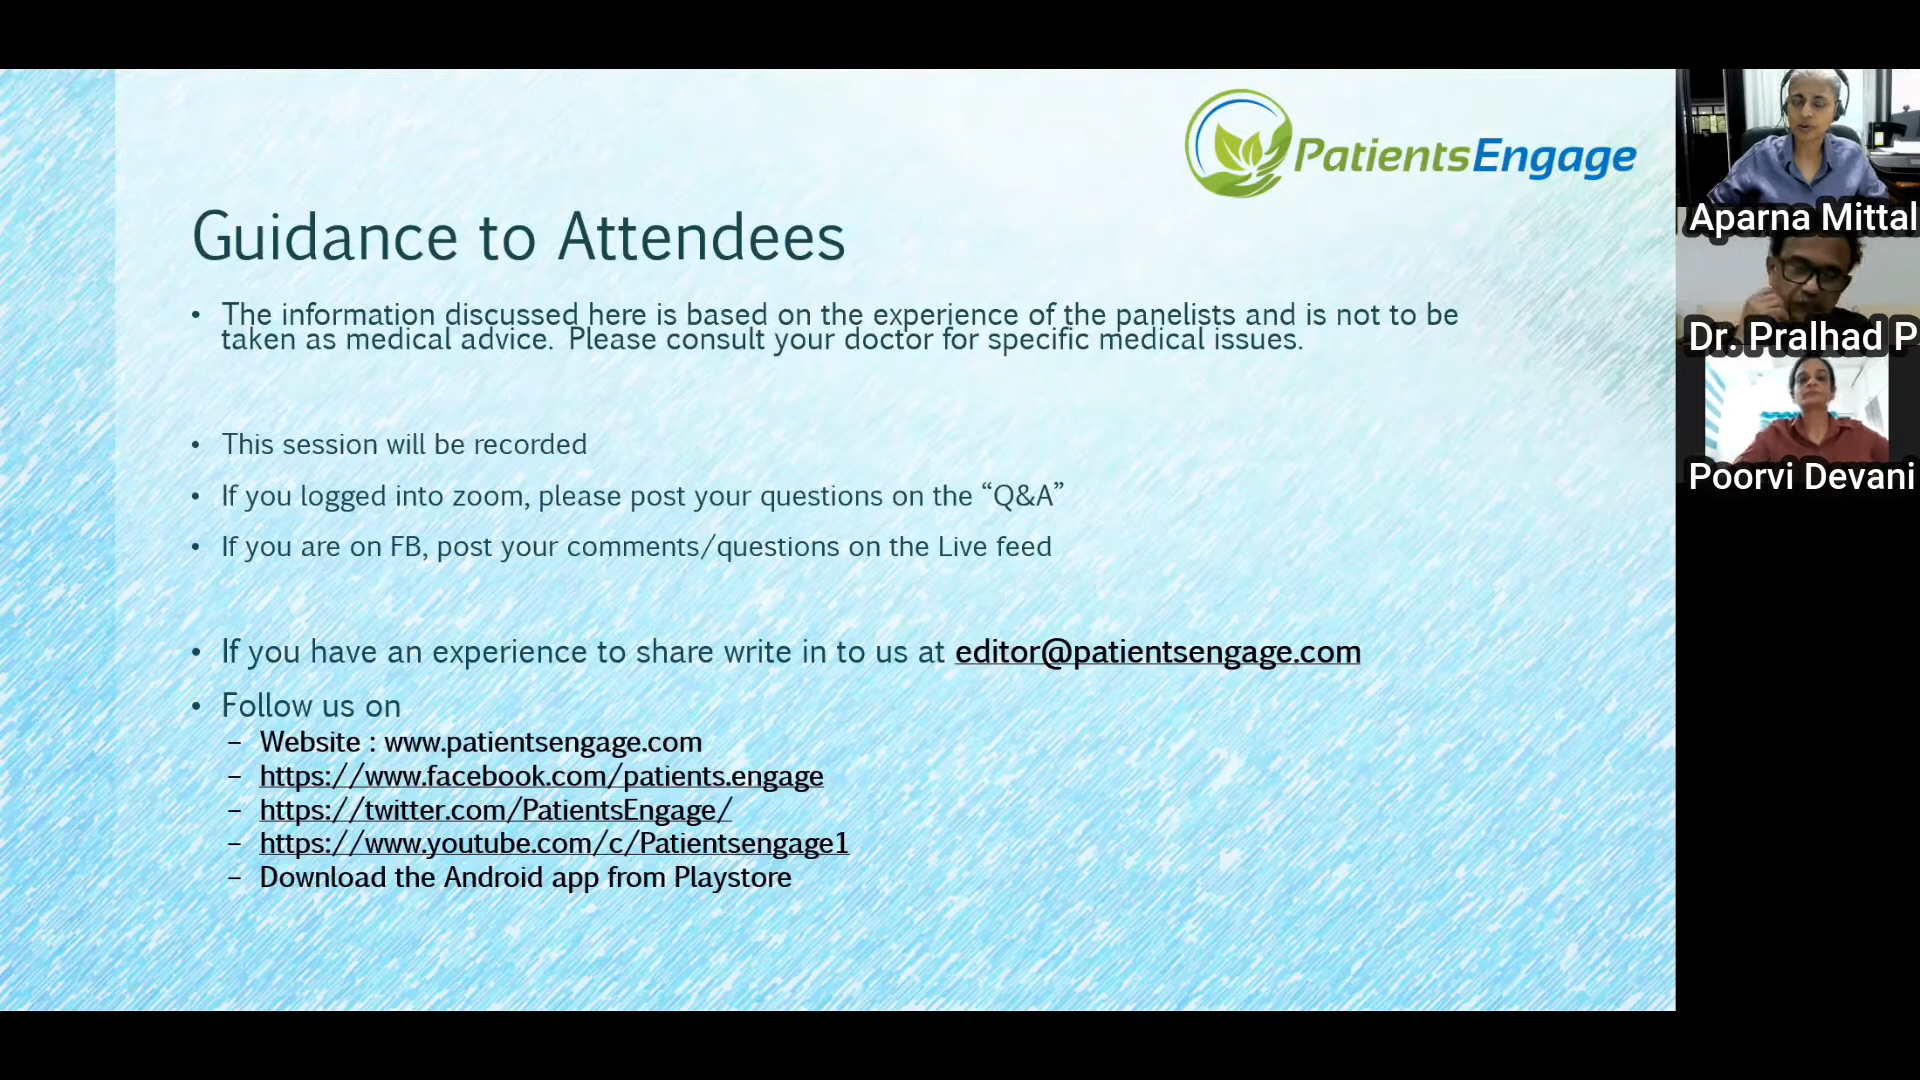 PatientsEngage
Guidance to Attendees
• The information discussed here is based on the experience of the panelists and is not to be
taken as medical advice. Please consult your doctor for specific medical issues.
• This session will be recorded
• If you logged into zoom, please post your questions on the “Q&A”
• If you are on FB, post your comments/questions on the Live feed
• If you have an experience to share write in to us at editor@patientsengage.com
• Follow us on
– Website : www.patientsengage.com
– https://www.facebook.com/patients.engage
– https://twitter.com/PatientsEngage/
– https://www.youtube.com/c/Patientsengage1
– Download the Android app from Playstore
Aparna Mittal
Dr. Pralhad P
Poorvi Devani